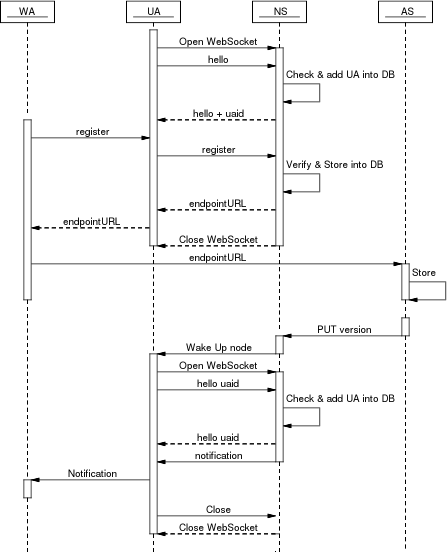 WA UA NS AS
Open WebSocket
hello
Check & add UA into DB
hello + uaid
register
register
Verify & Store into DB
endpointURL
endpointURL
Close WebSocket
endpointURL
Store
PUT version
Wake Up node
Open WebSocket
hello uaid
Check & add UA into DB
hello uaid
notification
Notification
Close
Close WebSocket